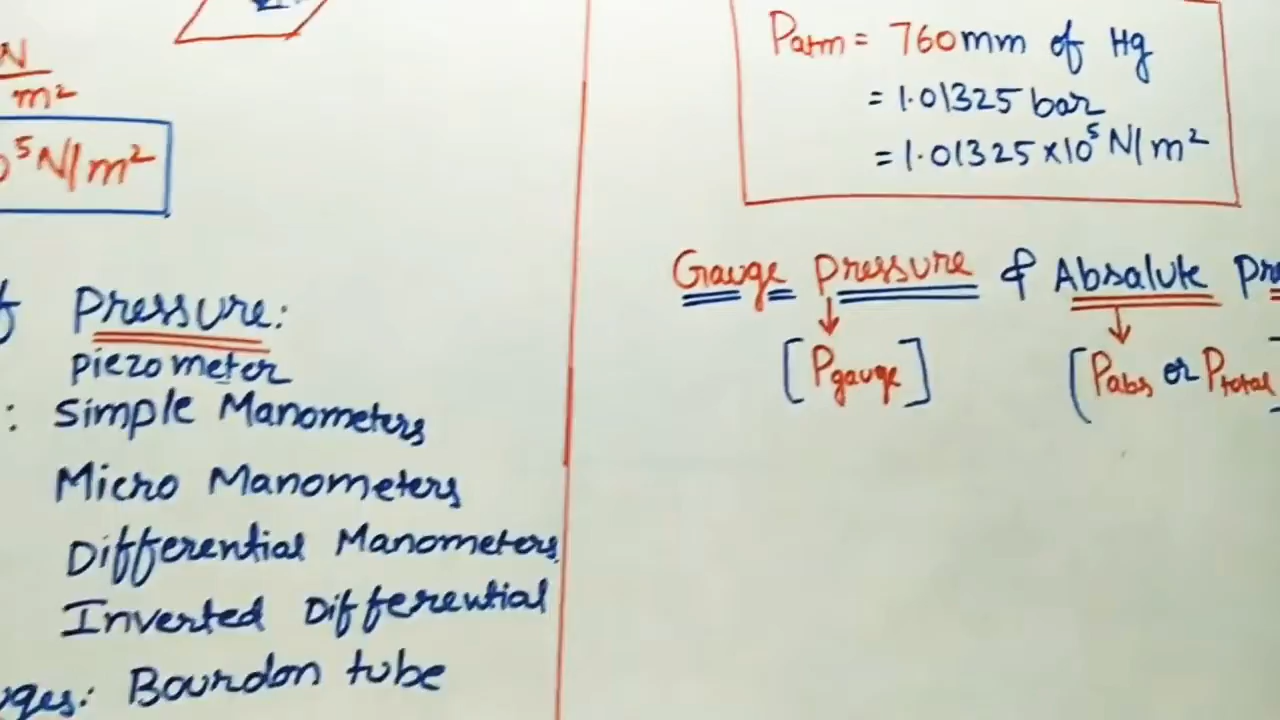 N
m²
⁵N/m²
Pressure:
piezometer
: Simple Manometers
Micro Manometers
Differential Manometers
Inverted Differential
Bourdon tube
Patm = 760mm of Hg
= 1.01325 bar
= 1.01325 × 10⁵ N/m²
Gauge pressure & Absalute
[Pgauge] [Pabs or Ptotal]